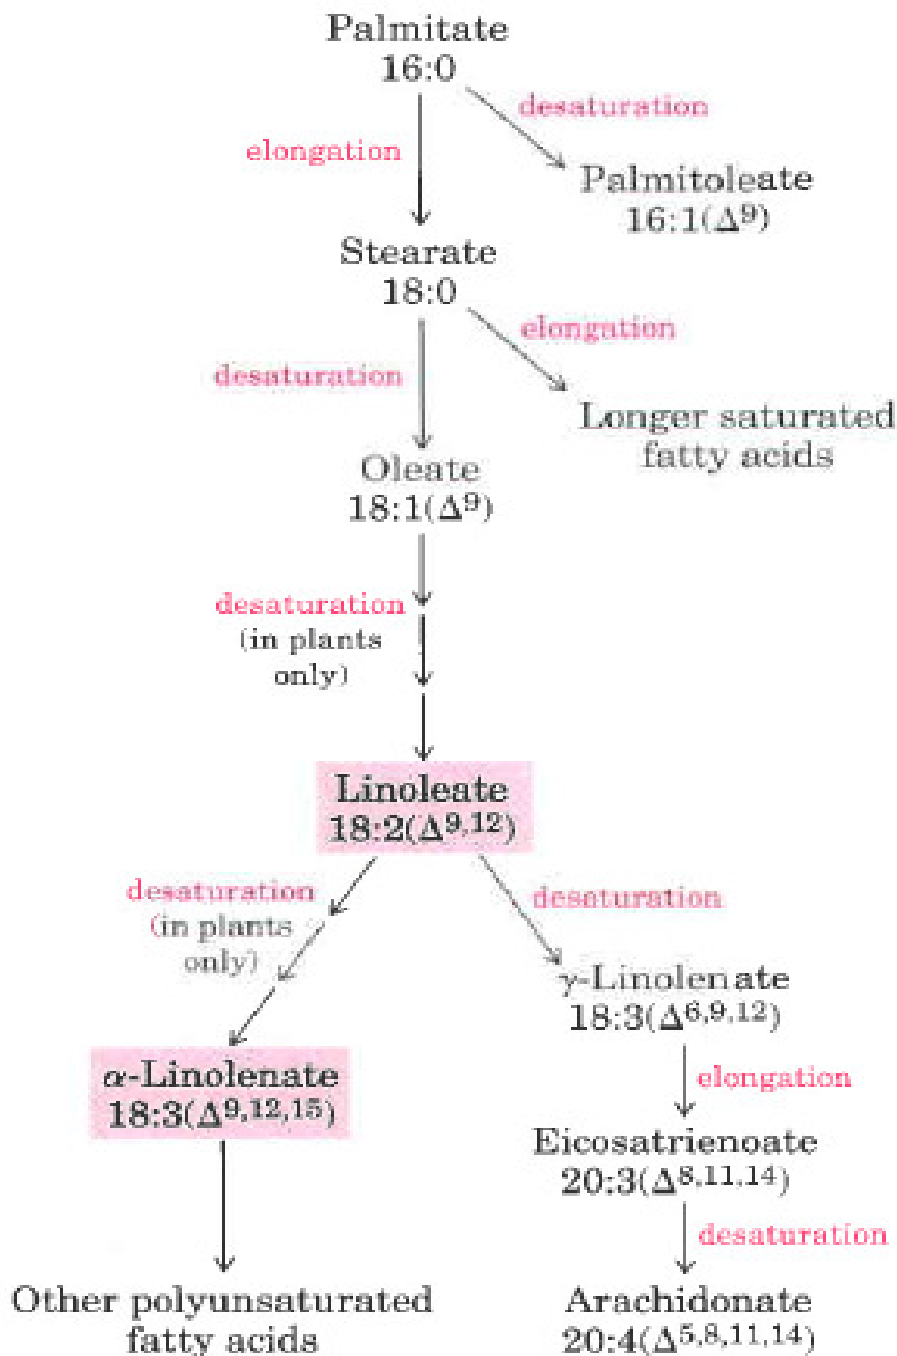 Palmitate
16:0
desaturation
elongation
Palmitoleate
16:1(Δ⁹)
Stearate
18:0
elongation
desaturation
Longer saturated
fatty acids
Oleate
18:1(Δ⁹)
desaturation
(in plants
only)
Linoleate
18:2(Δ⁹,¹²)
desaturation
(in plants
only)
desaturation
γ-Linolenate
18:3(Δ⁶,⁹,¹²)
α-Linolenate
18:3(Δ⁹,¹²,¹⁵)
elongation
Eicosatrienoate
20:3(Δ⁸,¹¹,¹⁴)
desaturation
Other polyunsaturated
fatty acids
Arachidonate
20:4(Δ⁵,⁸,¹¹,¹⁴)